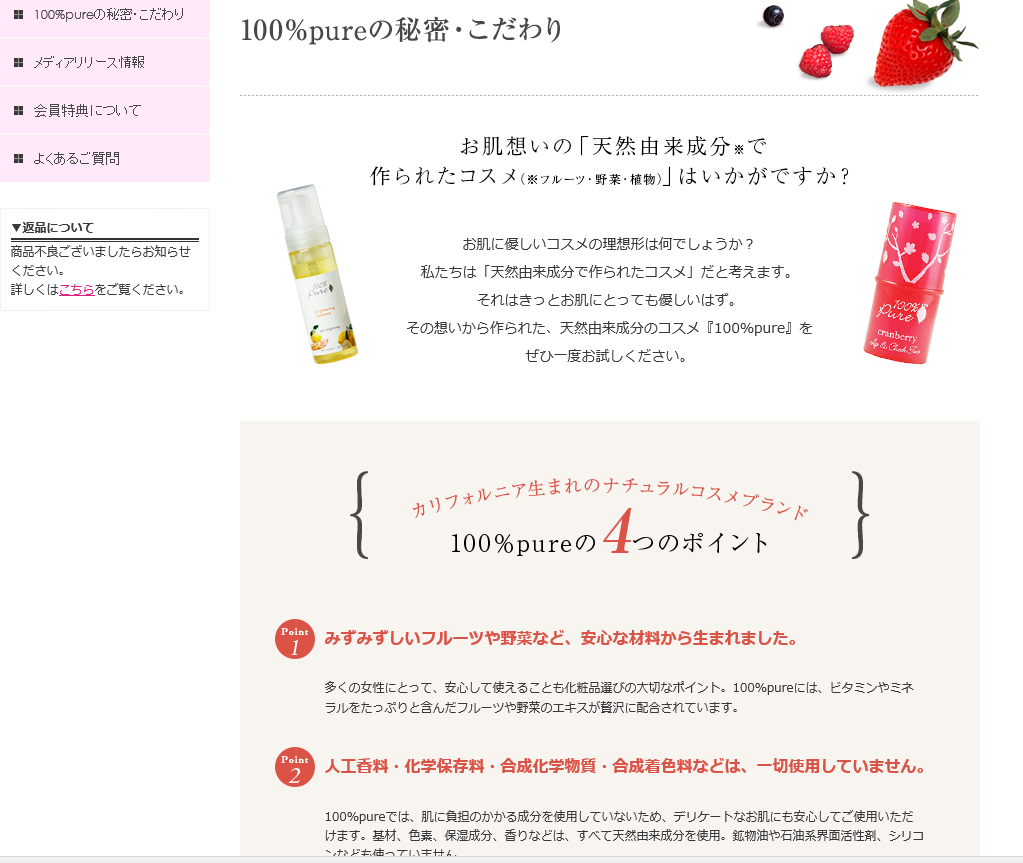 100%pureの秘密・こだわり
メディアリリース情報
会員特典について
よくあるご質問
▼返品について
商品不良ございましたらお知らせ
ください。
詳しくはこちらをご覧ください。
100%pureの秘密・こだわり
お肌想いの「天然由来成分※で
作られたコスメ(※フルーツ・野菜・植物)」はいかがですか?
お肌に優しいコスメの理想形は何でしょうか?
私たちは「天然由来成分で作られたコスメ」だと考えます。
それはきっとお肌にとっても優しいはず。
その想いから作られた、天然由来成分のコスメ『100%pure』を
ぜひ一度お試しください。
100%
Pure
100%
Pure
cranberry
Lip & Cheek Tint
カリフォルニア生まれのナチュラルコスメブランド
100%pureの4つのポイント
Point
1
みずみずしいフルーツや野菜など、安心な材料から生まれました。
多くの女性にとって、安心して使えることも化粧品選びの大切なポイント。100%pureには、ビタミンやミネ
ラルをたっぷりと含んだフルーツや野菜のエキスが贅沢に配合されています。
Point
2
人工香料・化学保存料・合成化学物質・合成着色料などは、一切使用していません。
100%pureでは、肌に負担のかかる成分を使用していないため、デリケートなお肌にも安心してご使用いただ
けます。基材、色素、保湿成分、香りなどは、すべて天然由来成分を使用。鉱物油や石油系界面活性剤、シリコ
ンなども使っていません。